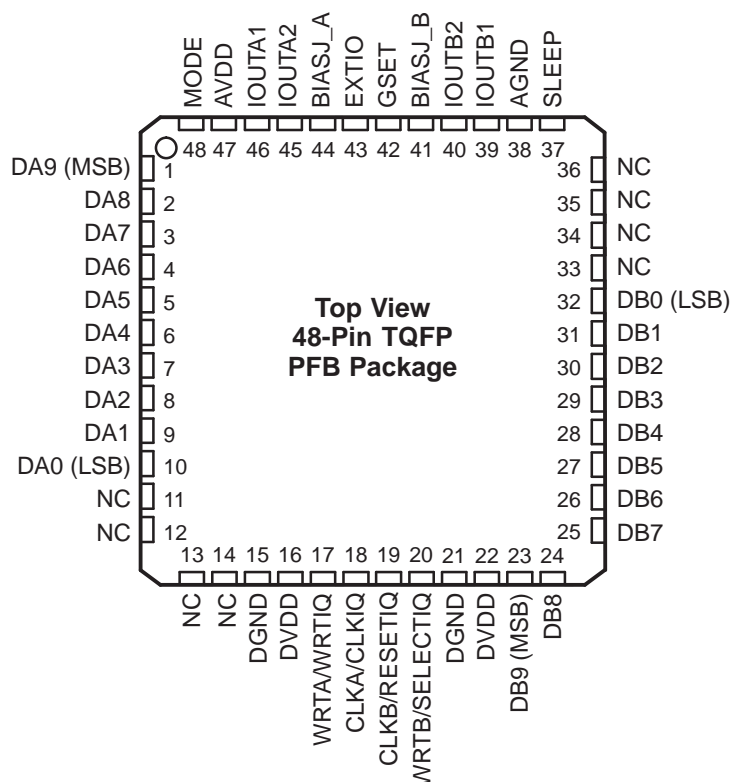 MODE
AVDD
IOUTA1
IOUTA2
BIASJ_A
EXTIO
GSET
BIASJ_B
IOUTB2
IOUTB1
AGND
SLEEP
48 47 46 45 44 43 42 41 40 39 38 37
DA9 (MSB) 1
DA8 2
DA7 3
DA6 4
DA5 5
DA4 6
DA3 7
DA2 8
DA1 9
DA0 (LSB) 10
NC 11
NC 12
Top View
48-Pin TQFP
PFB Package
36 NC
35 NC
34 NC
33 NC
32 DB0 (LSB)
31 DB1
30 DB2
29 DB3
28 DB4
27 DB5
26 DB6
25 DB7
13 14 15 16 17 18 19 20 21 22 23 24
NC
NC
DGND
DVDD
WRTA/WRTIQ
CLKA/CLKIQ
CLKB/RESETIQ
WRTB/SELECTIQ
DGND
DVDD
DB9 (MSB)
DB8